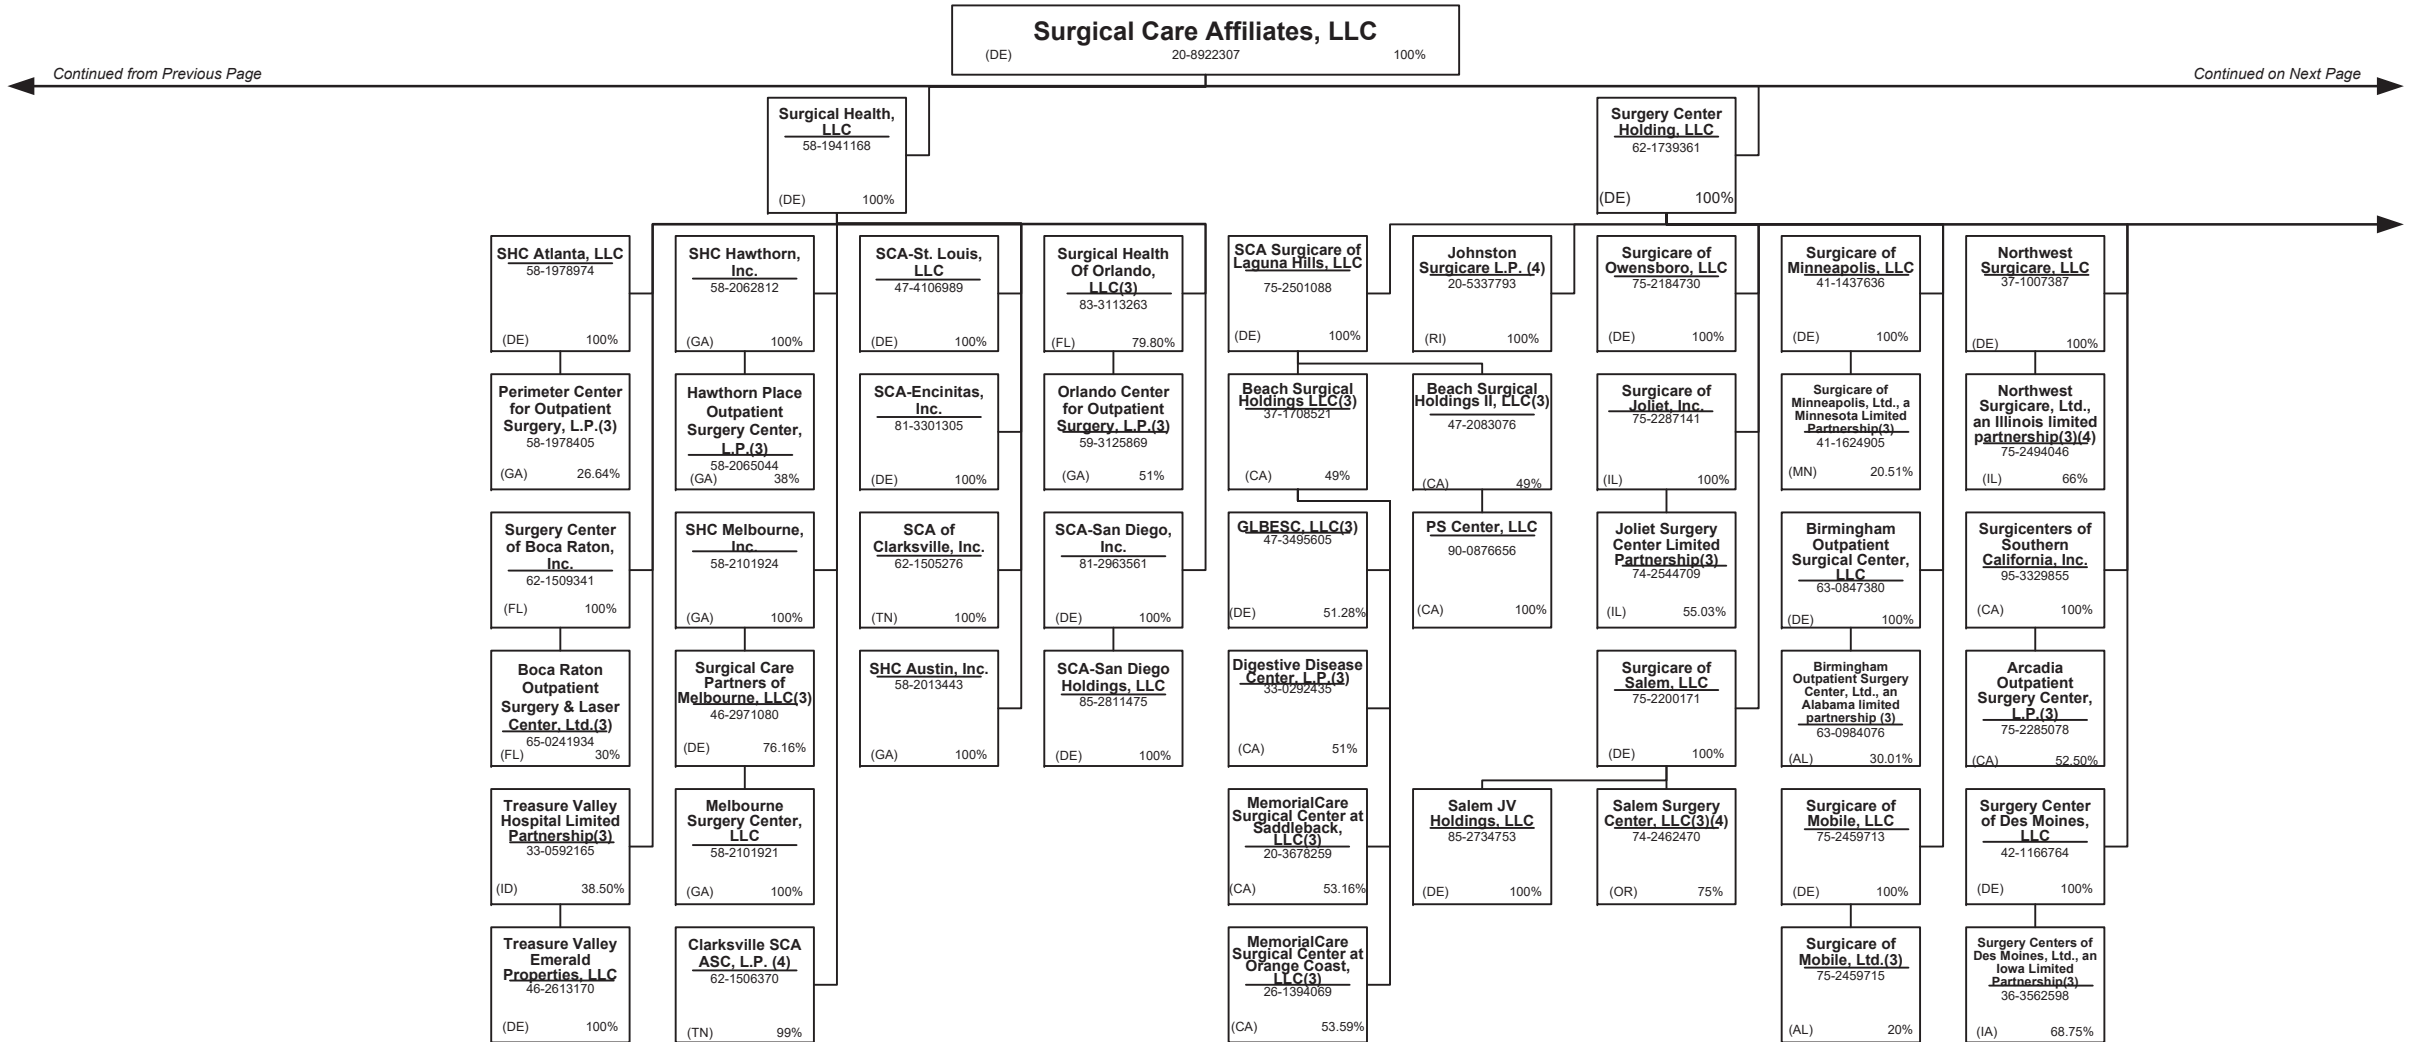 Surgical Care Affiliates, LLC
(DE) 20-8922307 100%
Continued from Previous Page
Continued on Next Page
Surgical Health,
LLC
58-1941168
(DE) 100%
Surgery Center
Holding, LLC
62-1739361
(DE) 100%
SHC Atlanta, LLC
58-1978974
(DE) 100%
SHC Hawthorn,
Inc.
58-2062812
(GA) 100%
SCA-St. Louis,
LLC
47-4106989
(DE) 100%
Surgical Health
Of Orlando,
LLC(3)
83-3113263
(FL) 79.80%
SCA Surgicare of
Laguna Hills, LLC
75-2501088
(DE) 100%
Johnston
Surgicare L.P. (4)
20-5337793
(RI) 100%
Surgicare of
Owensboro, LLC
75-2184730
(DE) 100%
Surgicare of
Minneapolis, LLC
41-1437636
(DE) 100%
Northwest
Surgicare, LLC
37-1007387
(DE) 100%
Perimeter Center
for Outpatient
Surgery, L.P.(3)
58-1978405
(GA) 26.64%
Hawthorn Place
Outpatient
Surgery Center,
L.P.(3)
58-2065044
(GA) 38%
SCA-Encinitas,
Inc.
81-3301305
(DE) 100%
Orlando Center
for Outpatient
Surgery, L.P.(3)
59-3125869
(GA) 51%
Beach Surgical
Holdings LLC(3)
37-1708521
(CA) 49%
Beach Surgical
Holdings II, LLC(3)
47-2083076
(CA) 49%
Surgicare of
Joliet, Inc.
75-2287141
(IL) 100%
Surgicare of
Minneapolis, Ltd., a
Minnesota Limited
Partnership(3)
41-1624905
(MN) 20.51%
Northwest
Surgicare, Ltd.,
an Illinois limited
partnership(3)(4)
75-2494046
(IL) 66%
Surgery Center
of Boca Raton,
Inc.
62-1509341
(FL) 100%
SHC Melbourne,
Inc.
58-2101924
(GA) 100%
SCA of
Clarksville, Inc.
62-1505276
(TN) 100%
SCA-San Diego,
Inc.
81-2963561
(DE) 100%
GLBESC, LLC(3)
47-3495605
(DE) 51.28%
PS Center, LLC
90-0876656
(CA) 100%
Joliet Surgery
Center Limited
Partnership(3)
74-2544709
(IL) 55.03%
Birmingham
Outpatient
Surgical Center,
LLC
63-0847380
(DE) 100%
Surgicenters of
Southern
California, Inc.
95-3329855
(CA) 100%
Boca Raton
Outpatient
Surgery & Laser
Center, Ltd.(3)
65-0241934
(FL) 30%
Surgical Care
Partners of
Melbourne, LLC(3)
46-2971080
(DE) 76.16%
SHC Austin, Inc.
58-2013443
(GA) 100%
SCA-San Diego
Holdings, LLC
85-2811475
(DE) 100%
Digestive Disease
Center, L.P.(3)
33-0292435
(CA) 51%
Surgicare of
Salem, LLC
75-2200171
(DE) 100%
Birmingham
Outpatient Surgery
Center, Ltd., an
Alabama limited
partnership (3)
63-0984076
(AL) 30.01%
Arcadia
Outpatient
Surgery Center,
L.P.(3)
75-2285078
(CA) 52.50%
Treasure Valley
Hospital Limited
Partnership(3)
33-0592165
(ID) 38.50%
Melbourne
Surgery Center,
LLC
58-2101921
(GA) 100%
MemorialCare
Surgical Center at
Saddleback,
LLC(3)
20-3678259
(CA) 53.16%
Salem JV
Holdings, LLC
85-2734753
(DE) 100%
Salem Surgery
Center, LLC(3)(4)
74-2462470
(OR) 75%
Surgicare of
Mobile, LLC
75-2459713
(DE) 100%
Surgery Center
of Des Moines,
LLC
42-1166764
(DE) 100%
Treasure Valley
Emerald
Properties, LLC
46-2613170
(DE) 100%
Clarksville SCA
ASC, L.P. (4)
62-1506370
(TN) 99%
MemorialCare
Surgical Center at
Orange Coast,
LLC(3)
26-1394069
(CA) 53.59%
Surgicare of
Mobile, Ltd.(3)
75-2459715
(AL) 20%
Surgery Centers of
Des Moines, Ltd., an
Iowa Limited
Partnership(3)
36-3562598
(IA) 68.75%